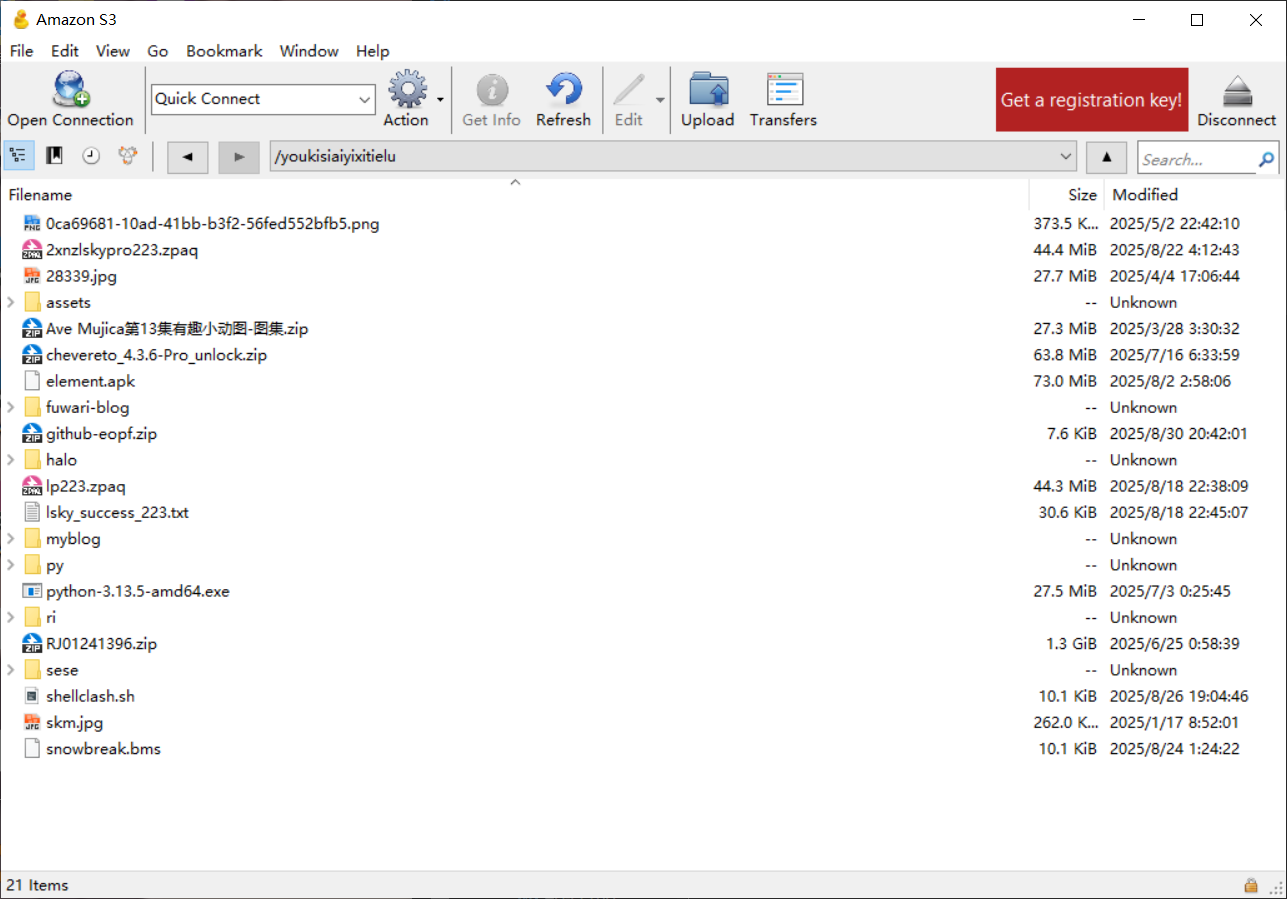 Amazon S3
File Edit View Go Bookmark Window Help
Open Connection Quick Connect Action Get Info Refresh Edit Upload Transfers Get a registration key! Disconnect
/youkisiaiyixitielu Search...
Filename Size Modified
0ca69681-10ad-41bb-b3f2-56fed552bfb5.png 373.5 K... 2025/5/2 22:42:10
2xnzlskypro223.zpaq 44.4 MiB 2025/8/22 4:12:43
28339.jpg 27.7 MiB 2025/4/4 17:06:44
assets -- Unknown
Ave Mujica第13集有趣小动图-图集.zip 27.3 MiB 2025/3/28 3:30:32
chevereto_4.3.6-Pro_unlock.zip 63.8 MiB 2025/7/16 6:33:59
element.apk 73.0 MiB 2025/8/2 2:58:06
fuwari-blog -- Unknown
github-eopf.zip 7.6 KiB 2025/8/30 20:42:01
halo -- Unknown
lp223.zpaq 44.3 MiB 2025/8/18 22:38:09
lsky_success_223.txt 30.6 KiB 2025/8/18 22:45:07
myblog -- Unknown
py -- Unknown
python-3.13.5-amd64.exe 27.5 MiB 2025/7/3 0:25:45
ri -- Unknown
RJ01241396.zip 1.3 GiB 2025/6/25 0:58:39
sese -- Unknown
shellclash.sh 10.1 KiB 2025/8/26 19:04:46
skm.jpg 262.0 K... 2025/1/17 8:52:01
snowbreak.bms 10.1 KiB 2025/8/24 1:24:22
21 Items